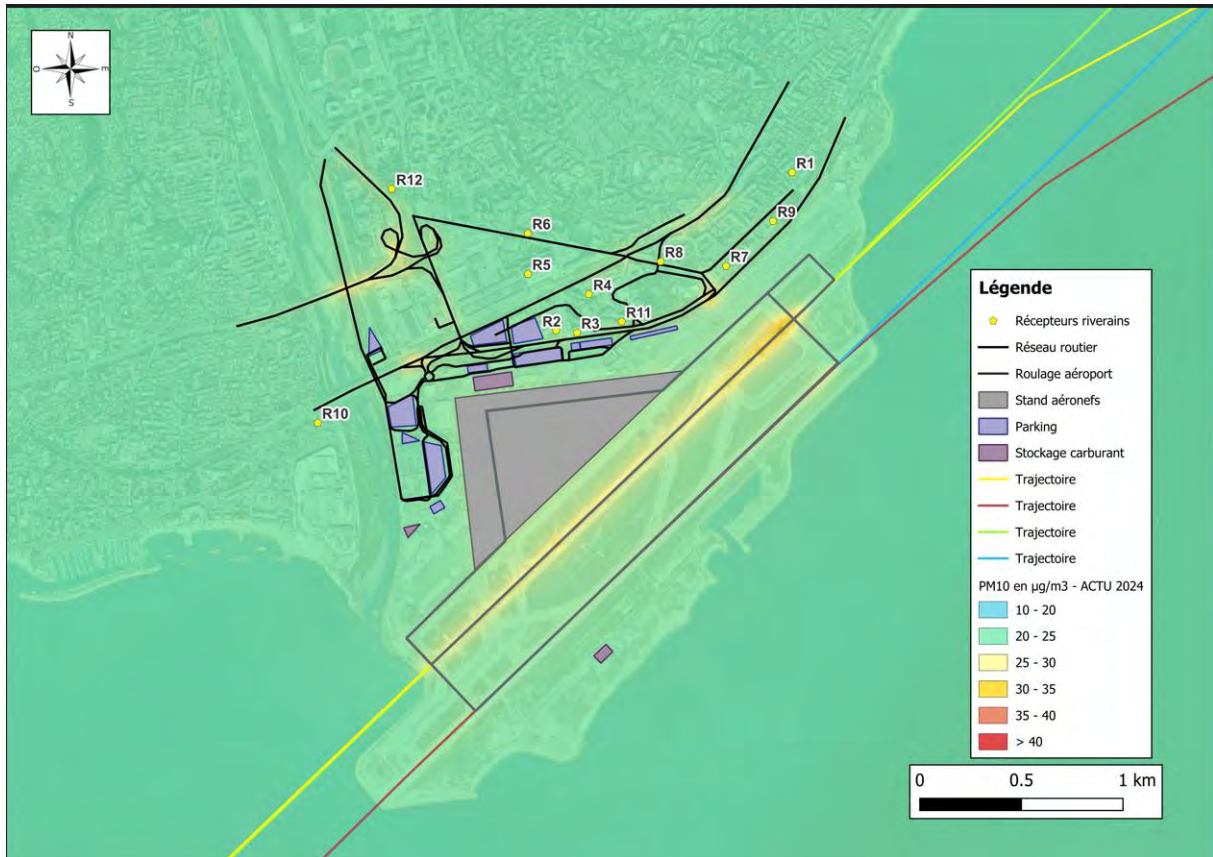 N
O
E
S
R1
R12
R9
R6
R8
R7
R5
R4
R11
R2
R3
R10
Légende
Récepteurs riverains
Réseau routier
Roulage aéroport
Stand aéronefs
Parking
Stockage carburant
Trajectoire
Trajectoire
Trajectoire
Trajectoire
PM10 en µg/m3 - ACTU 2024
10 - 20
20 - 25
25 - 30
30 - 35
35 - 40
> 40
0 0.5 1 km